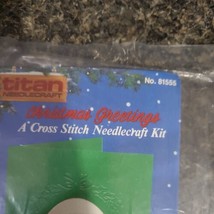 titan
NEEDLECRAFT
No. 81555
Christmas Greetings
A Cross Stitch Needlecraft Kit